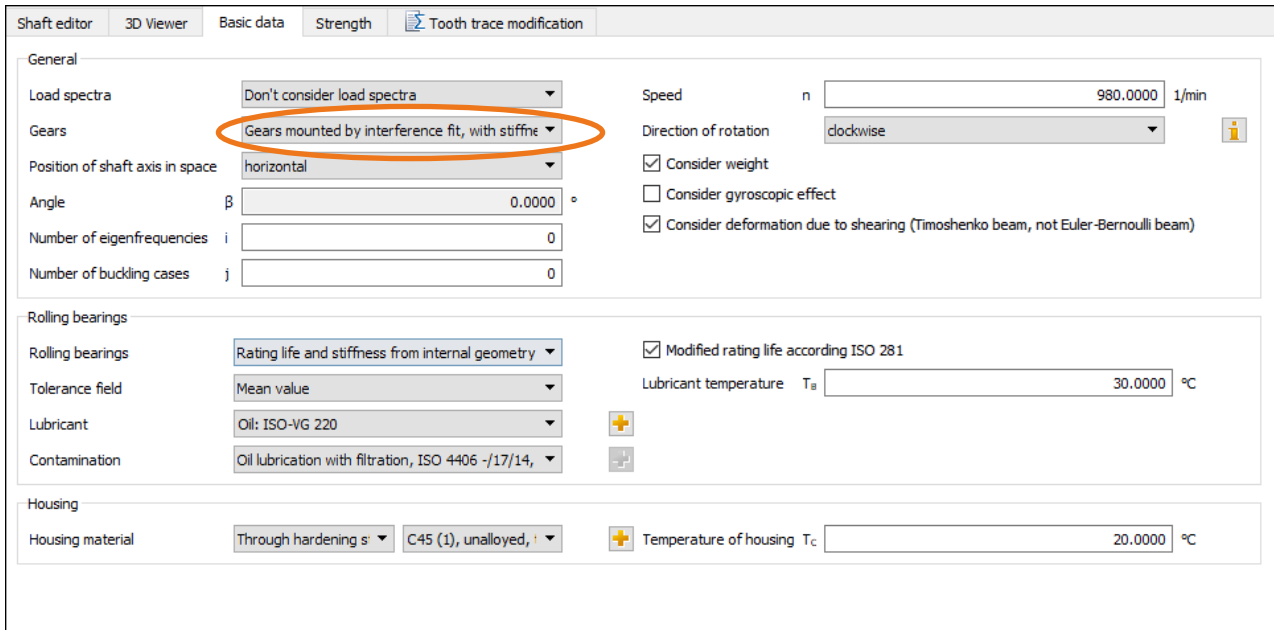 Shaft editor 3D Viewer Basic data Strength Tooth trace modification
General
Load spectra Don't consider load spectra Speed n 980.0000 1/min
Gears Gears mounted by interference fit, with stiffne Direction of rotation clockwise
Position of shaft axis in space horizontal Consider weight
Angle β 0.0000 ° Consider gyroscopic effect
Consider deformation due to shearing (Timoshenko beam, not Euler-Bernoulli beam)
Number of eigenfrequencies i 0
Number of buckling cases j 0
Rolling bearings
Rolling bearings Rating life and stiffness from internal geometry Modified rating life according ISO 281
Tolerance field Mean value Lubricant temperature TB 30.0000 °C
Lubricant Oil: ISO-VG 220
Contamination Oil lubrication with filtration, ISO 4406 -/17/14,
Housing
Housing material Through hardening s C45 (1), unalloyed, Temperature of housing TC 20.0000 °C